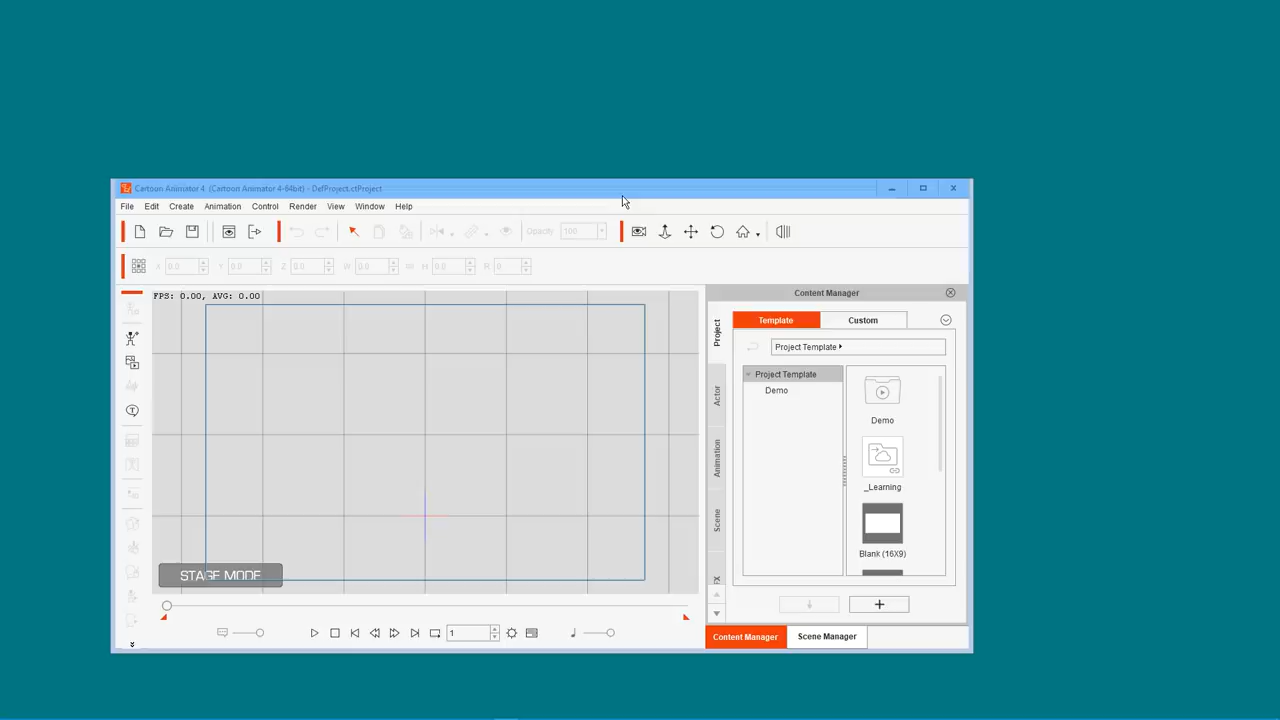 Cartoon Animator 4 (Cartoon Animator 4-64bit) - DefProject.ctProject
File Edit Create Animation Control Render View Window Help
Opacity 100
X 0.0 Y 0.0 Z 0.0 W 0.0 H 0.0 R 0
FPS: 0.00, AVG: 0.00
Content Manager
Template Custom
Project Template
Project Template
Demo
Demo
_Learning
Blank (16X9)
Project
Actor
Animation
Scene
FX
STAGE MODE
1
Content Manager Scene Manager